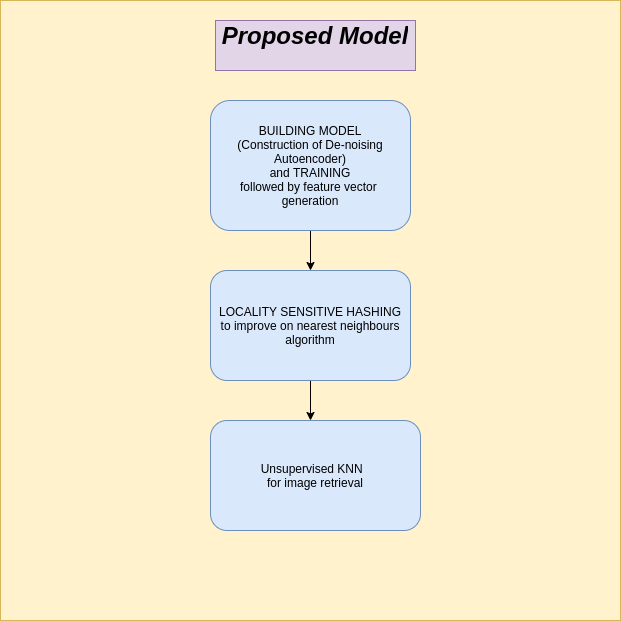 Proposed Model
BUILDING MODEL
(Construction of De-noising
Autoencoder)
and TRAINING
followed by feature vector
generation
LOCALITY SENSITIVE HASHING
to improve on nearest neighbours
algorithm
Unsupervised KNN
for image retrieval